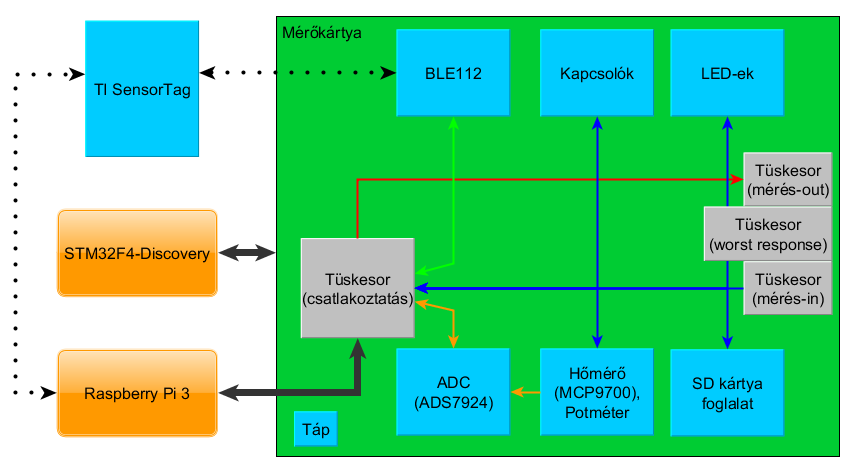 Mérőkártya
TI SensorTag
BLE112
Kapcsolók
LED-ek
Tüskesor
(mérés-out)
Tüskesor
(worst response)
Tüskesor
(mérés-in)
STM32F4-Discovery
Tüskesor
(csatlakoztatás)
Raspberry Pi 3
ADC
(ADS7924)
Hőmérő
(MCP9700),
Potméter
SD kártya
foglalat
Táp